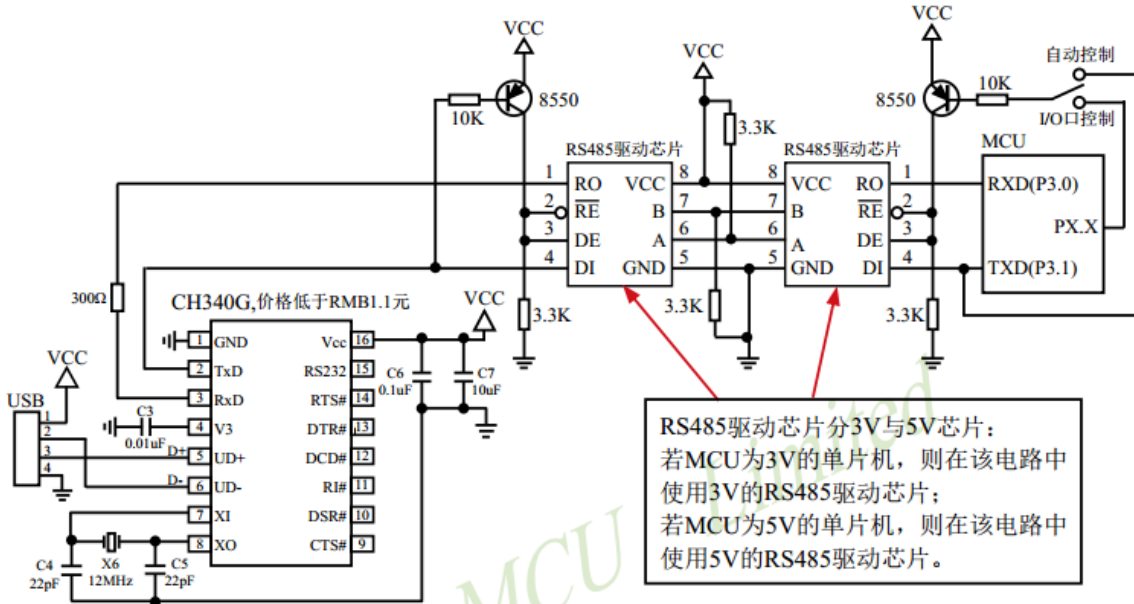 VCC
VCC
VCC
自动控制
8550
10K
8550
10K
I/O口控制
3.3K
MCU
RS485驱动芯片
RS485驱动芯片
1 RO VCC 8
2 RE B 7
3 DE A 6
4 DI GND 5
8 VCC RO 1
7 B RE 2
6 A DE 3
5 GND DI 4
RXD(P3.0)
PX.X
TXD(P3.1)
300Ω
3.3K
3.3K
3.3K
CH340G,价格低于RMB1.1元
VCC
1 GND Vcc 16
2 TxD RS232 15
3 RxD RTS# 14
4 V3 DTR# 13
5 UD+ DCD# 12
6 UD- RI# 11
7 XI DSR# 10
8 XO CTS# 9
C6
0.1uF
C7
10uF
VCC
USB
1
2
3
4
C3
0.01uF
D+
D-
C4
22pF
X6
12MHz
C5
22pF
RS485驱动芯片分3V与5V芯片:
若MCU为3V的单片机，则在该电路中
使用3V的RS485驱动芯片;
若MCU为5V的单片机，则在该电路中
使用5V的RS485驱动芯片。
MCU Limited